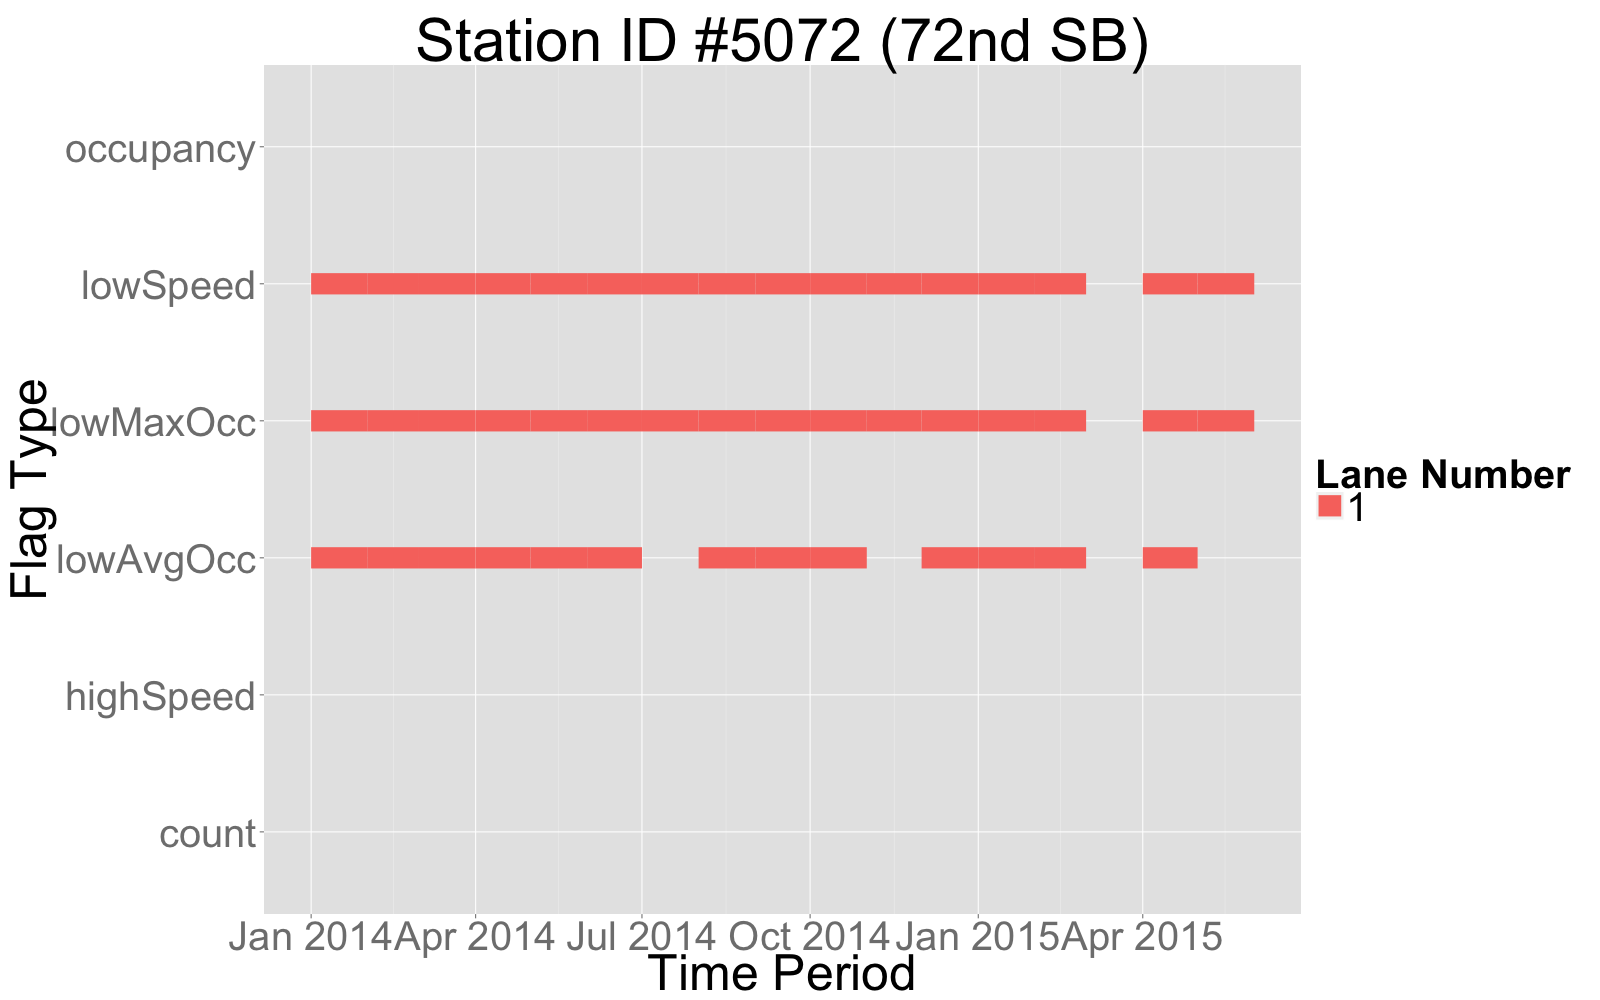 Station ID #5072 (72nd SB)
occupancy
lowSpeed
lowMaxOcc
lowAvgOcc
highSpeed
count
Flag Type
Jan 2014 Apr 2014 Jul 2014 Oct 2014 Jan 2015 Apr 2015
Time Period
Lane Number
1